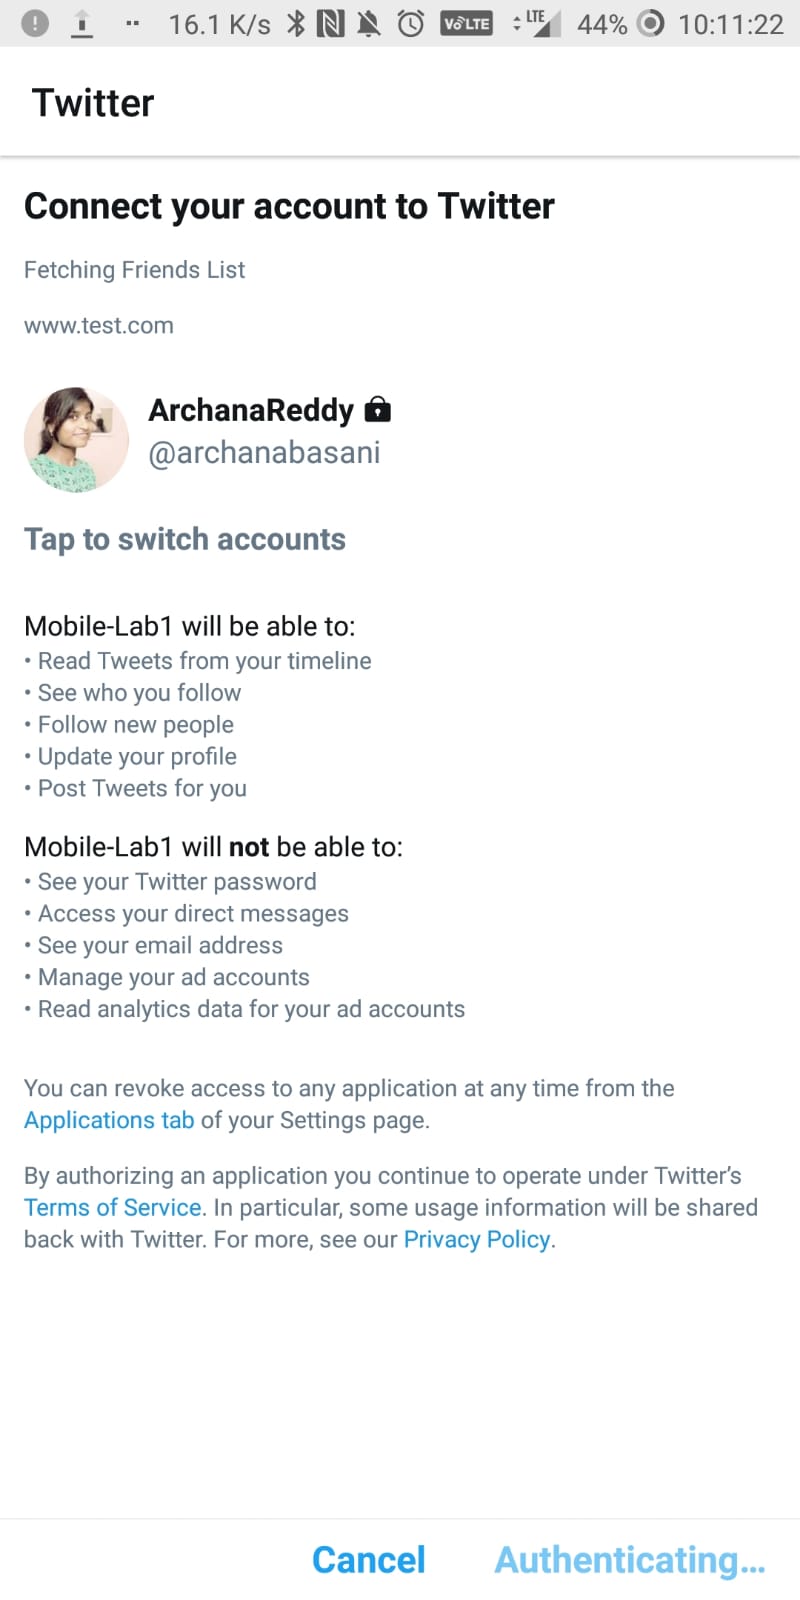 16.1 K/s VoLTE LTE 44% 10:11:22
Twitter
Connect your account to Twitter
Fetching Friends List
www.test.com
ArchanaReddy
@archanabasani
Tap to switch accounts
Mobile-Lab1 will be able to:
• Read Tweets from your timeline
• See who you follow
• Follow new people
• Update your profile
• Post Tweets for you
Mobile-Lab1 will not be able to:
• See your Twitter password
• Access your direct messages
• See your email address
• Manage your ad accounts
• Read analytics data for your ad accounts
You can revoke access to any application at any time from the
Applications tab of your Settings page.
By authorizing an application you continue to operate under Twitter’s
Terms of Service. In particular, some usage information will be shared
back with Twitter. For more, see our Privacy Policy.
Cancel Authenticating...